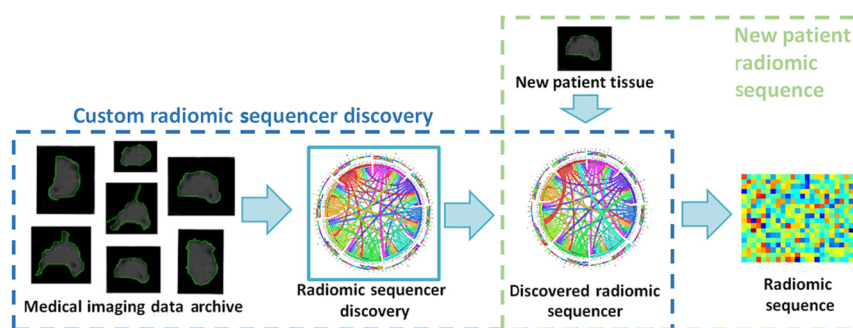 New patient
radiomic
sequence
New patient tissue
Custom radiomic sequencer discovery
Medical imaging data archive
Radiomic sequencer
discovery
Discovered radiomic
sequencer
Radiomic
sequence